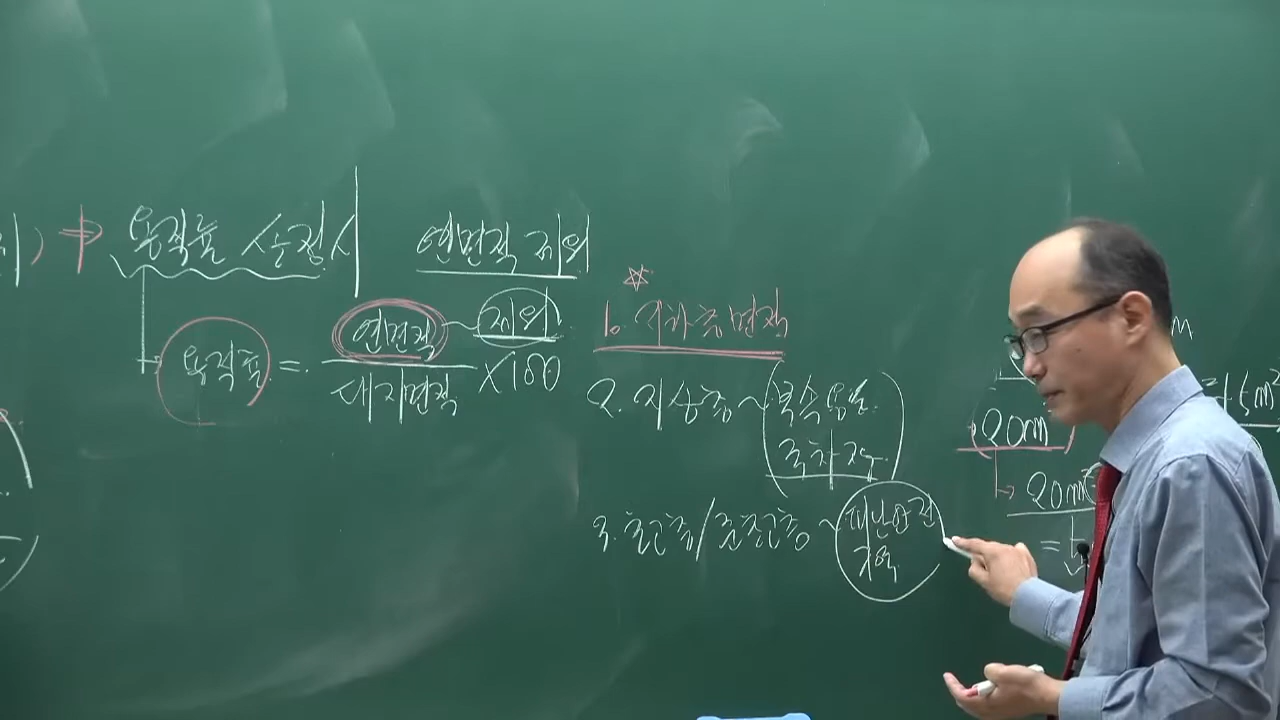 ⇒ 용적률 산정시 연면적 제외
용적률 = 연면적 ~ 제외
대지면적 ×100
☆
1. 지하층면적
2. 지상층 ~ 부속용도
주차장
3. 초고층/준초고층 ~ 피난안전
구역
20m
20m²